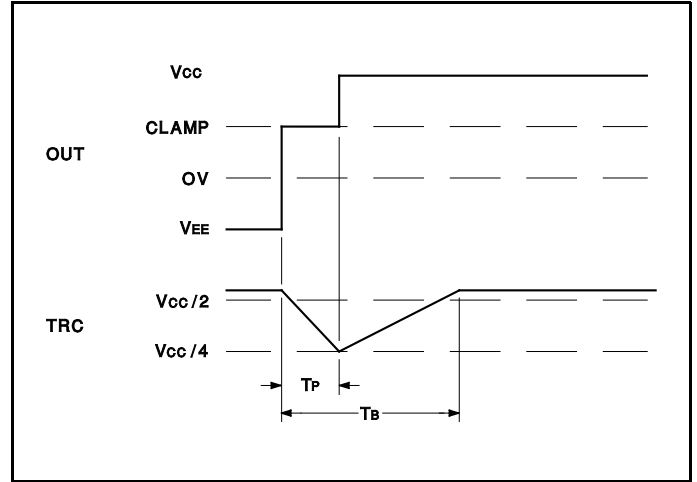 Vcc
CLAMP
OUT
OV
VEE
Vcc/2
TRC
Vcc/4
TP
TB